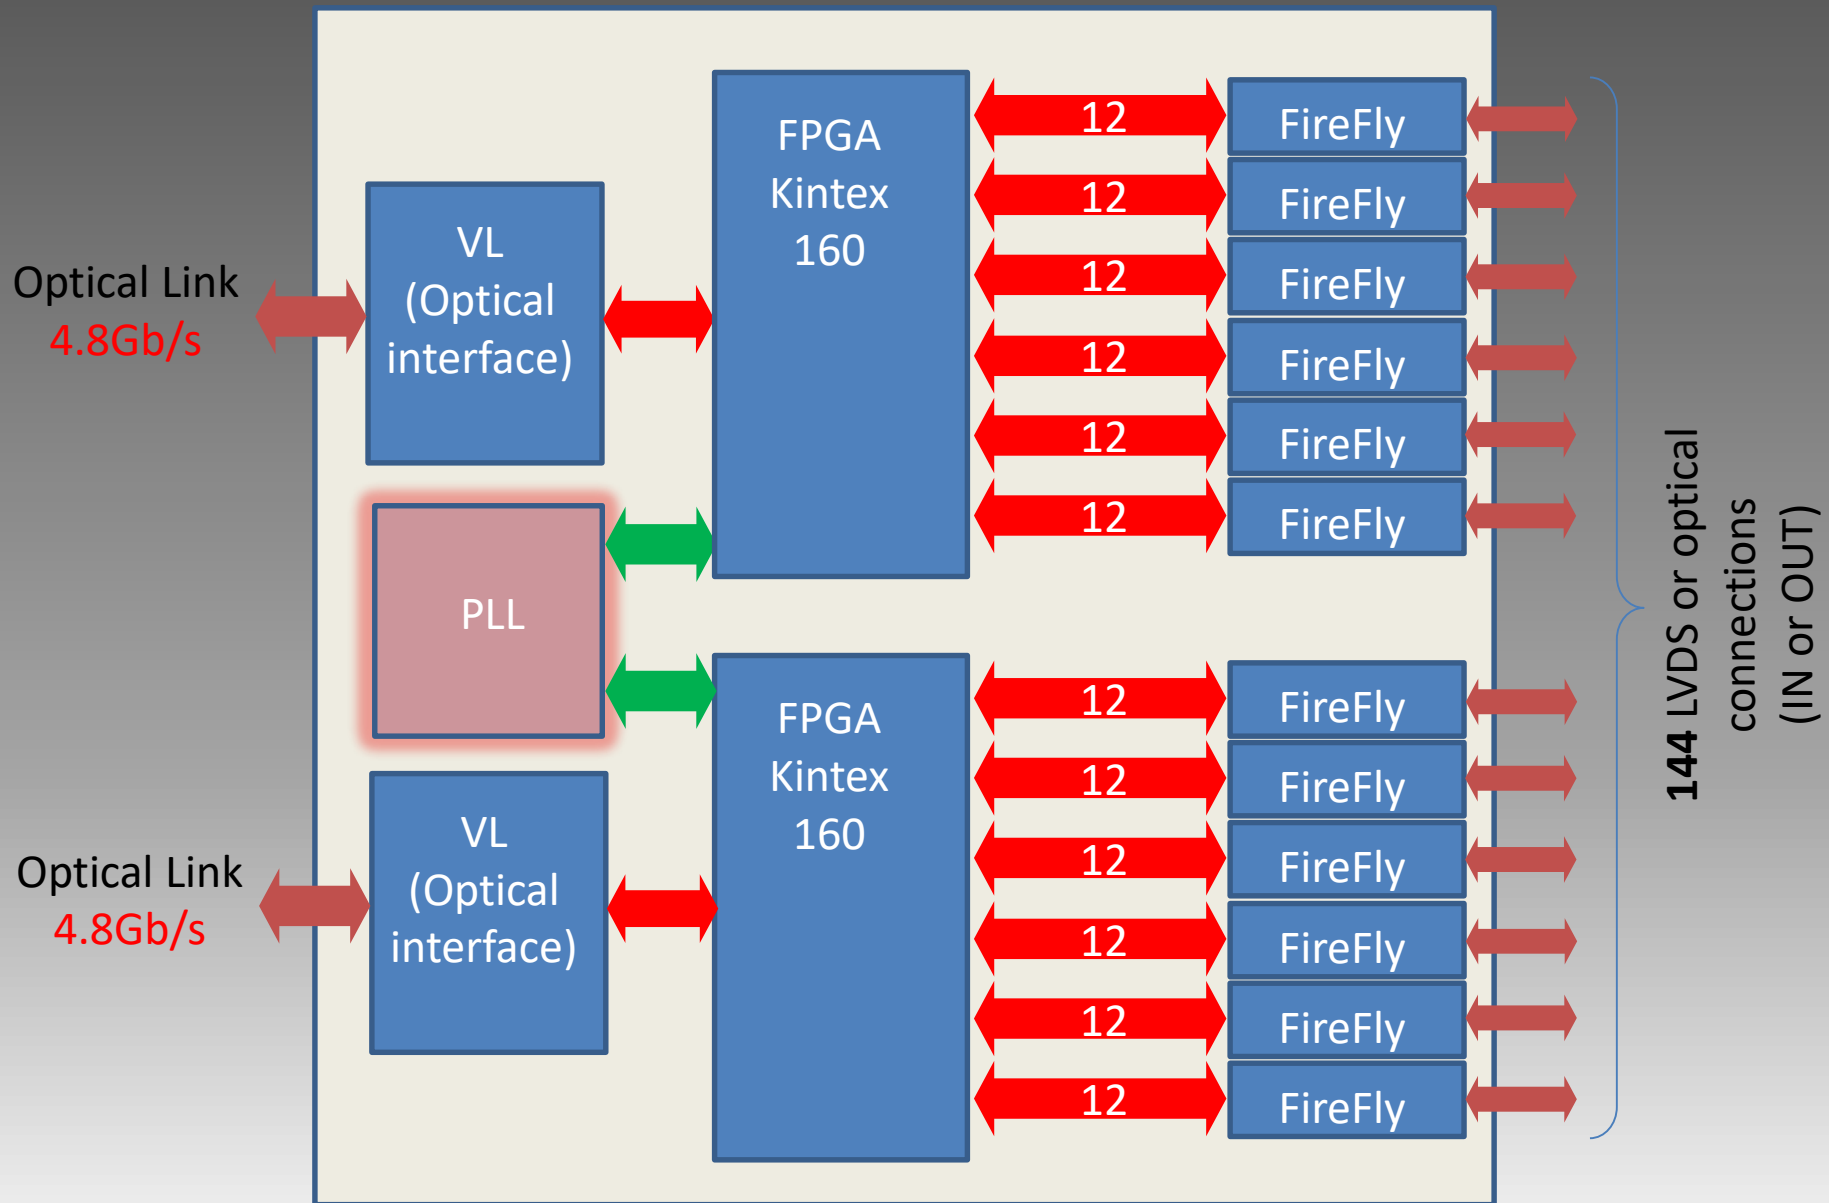 Optical Link
4.8Gb/s
VL
(Optical
interface)
FPGA
Kintex
160
12
FireFly
12
FireFly
12
FireFly
12
FireFly
12
FireFly
12
FireFly
PLL
Optical Link
4.8Gb/s
VL
(Optical
interface)
FPGA
Kintex
160
12
FireFly
12
FireFly
12
FireFly
12
FireFly
12
FireFly
12
FireFly
144 LVDS or optical
connections
(IN or OUT)